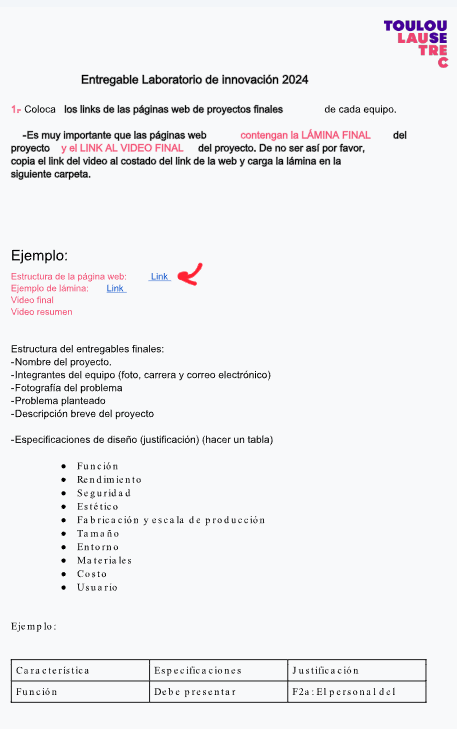 TOULOU
LAUSE
TRE
C
Entregable Laboratorio de innovación 2024
1.- Coloca los links de las páginas web de proyectos finales de cada equipo.
-Es muy importante que las páginas web contengan la LÁMINA FINAL del
proyecto y el LINK AL VIDEO FINAL del proyecto. De no ser así por favor,
copia el link del video al costado del link de la web y carga la lámina en la
siguiente carpeta.
Ejemplo:
Estructura de la página web: Link
Ejemplo de lámina: Link
Video final
Video resumen
Estructura del entregables finales:
-Nombre del proyecto.
-Integrantes del equipo (foto, carrera y correo electrónico)
-Fotografía del problema
-Problema planteado
-Descripción breve del proyecto
-Especificaciones de diseño (justificación) (hacer un tabla)
● Función
● Rendimiento
● Seguridad
● Estético
● Fabricación y escala de producción
● Tamaño
● Entorno
● Materiales
● Costo
● Usuario
Ejemplo:
Característica Especificaciones Justificación
Función Debe presentar F2a: El personal del